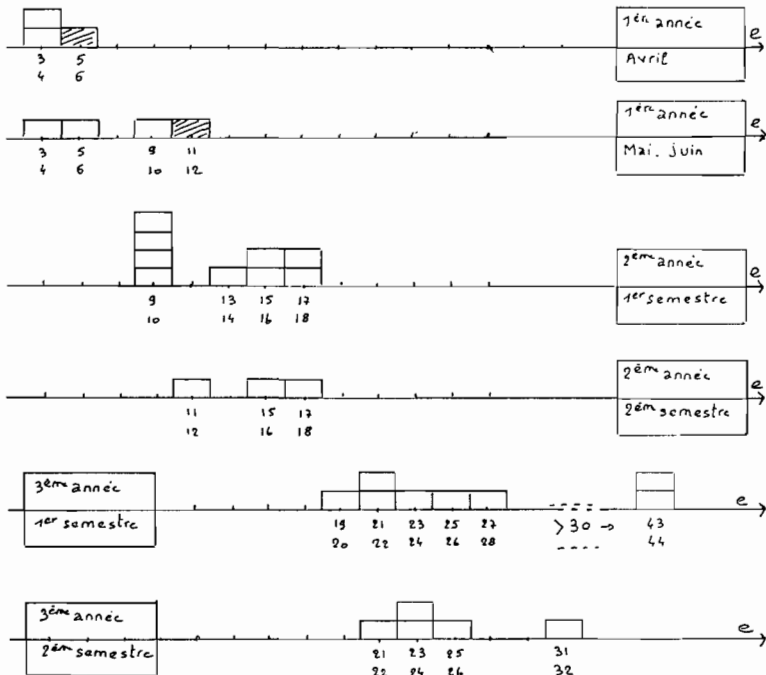 1ère année
e
Avril
3 5
4 6
1ère année
e
Mai. juin
3 5 9 11
4 6 10 12
2ème année
e
1er semestre
9 13 15 17
10 14 16 18
2ème année
e
2ém semestre
11 15 17
12 16 18
3ème année
e
1er semestre
19 21 23 25 27 >30 → 43
20 22 24 26 28 44
3ème année
e
2ém semestre
21 23 25 31
22 24 26 32